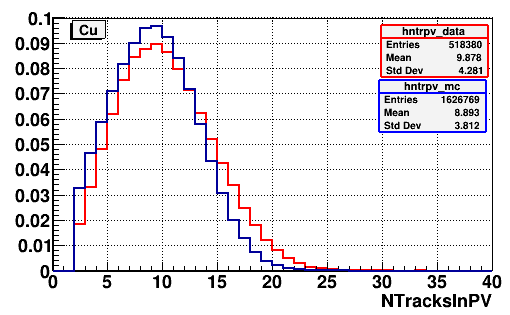 Cu
hntrpv_data
Entries 518380
Mean 9.878
Std Dev 4.281
hntrpv_mc
Entries 1626769
Mean 8.893
Std Dev 3.812
0.1
0.09
0.08
0.07
0.06
0.05
0.04
0.03
0.02
0.01
0
0 5 10 15 20 25 30 35 40
NTracksInPV